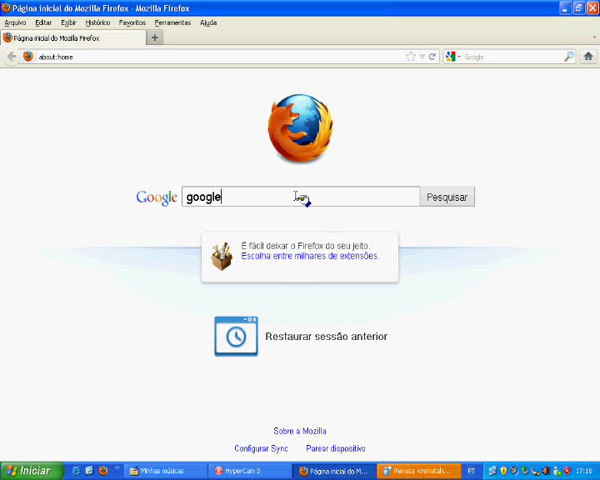 Página inicial do Mozilla Firefox - Mozilla Firefox
Arquivo Editar Exibir Histórico Favoritos Ferramentas Ajuda
Página inicial do Mozilla Firefox
about:home
Google
Google
google
Pesquisar
É fácil deixar o Firefox do seu jeito.
Escolha entre milhares de extensões.
Restaurar sessão anterior
Sobre a Mozilla
Configurar Sync Parear dispositivo
Iniciar Minhas músicas HyperCam 3 Página inicial do M... Renata <renatah... PT 17:16